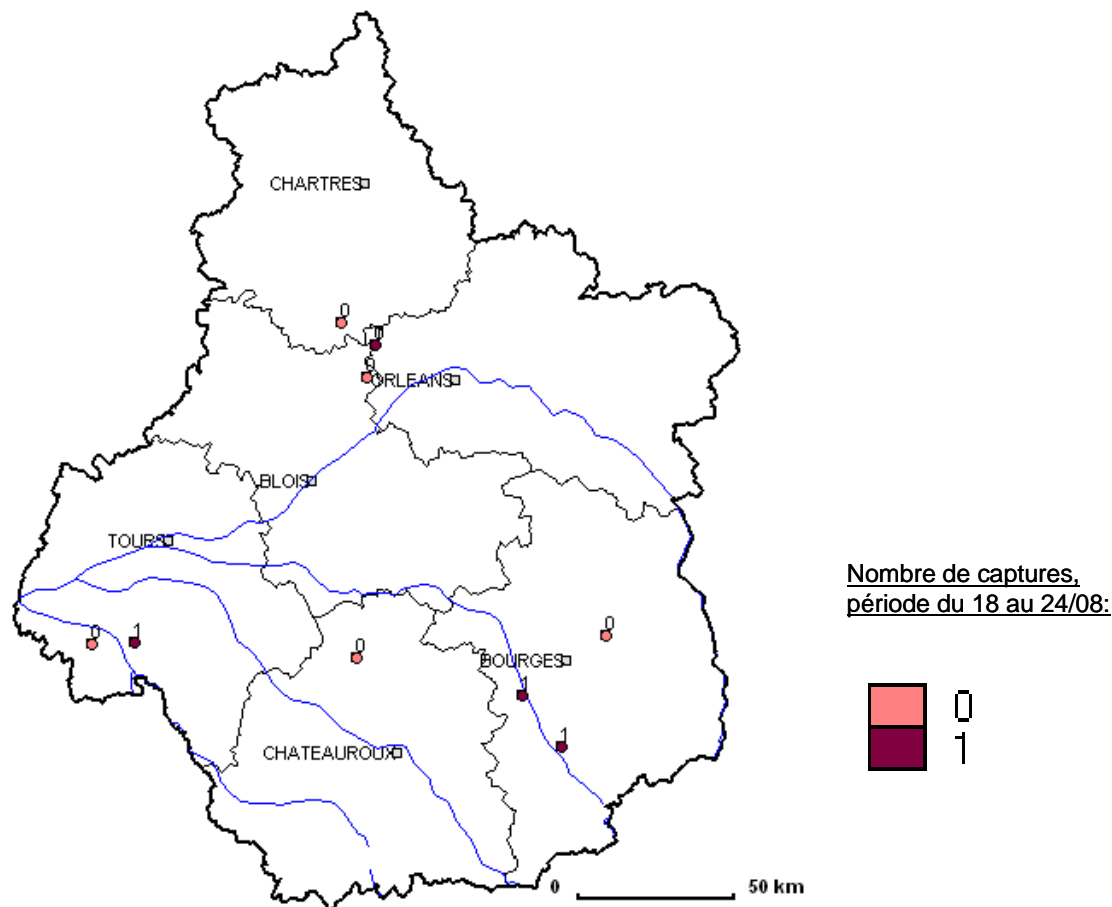 CHARTRES
0
0
ORLEANS
BLOIS
TOURS
Nombre de captures,
période du 18 au 24/08:
0
0 1
0
BOURGES
1
0
1
1
CHATEAUROUX
0 50 km